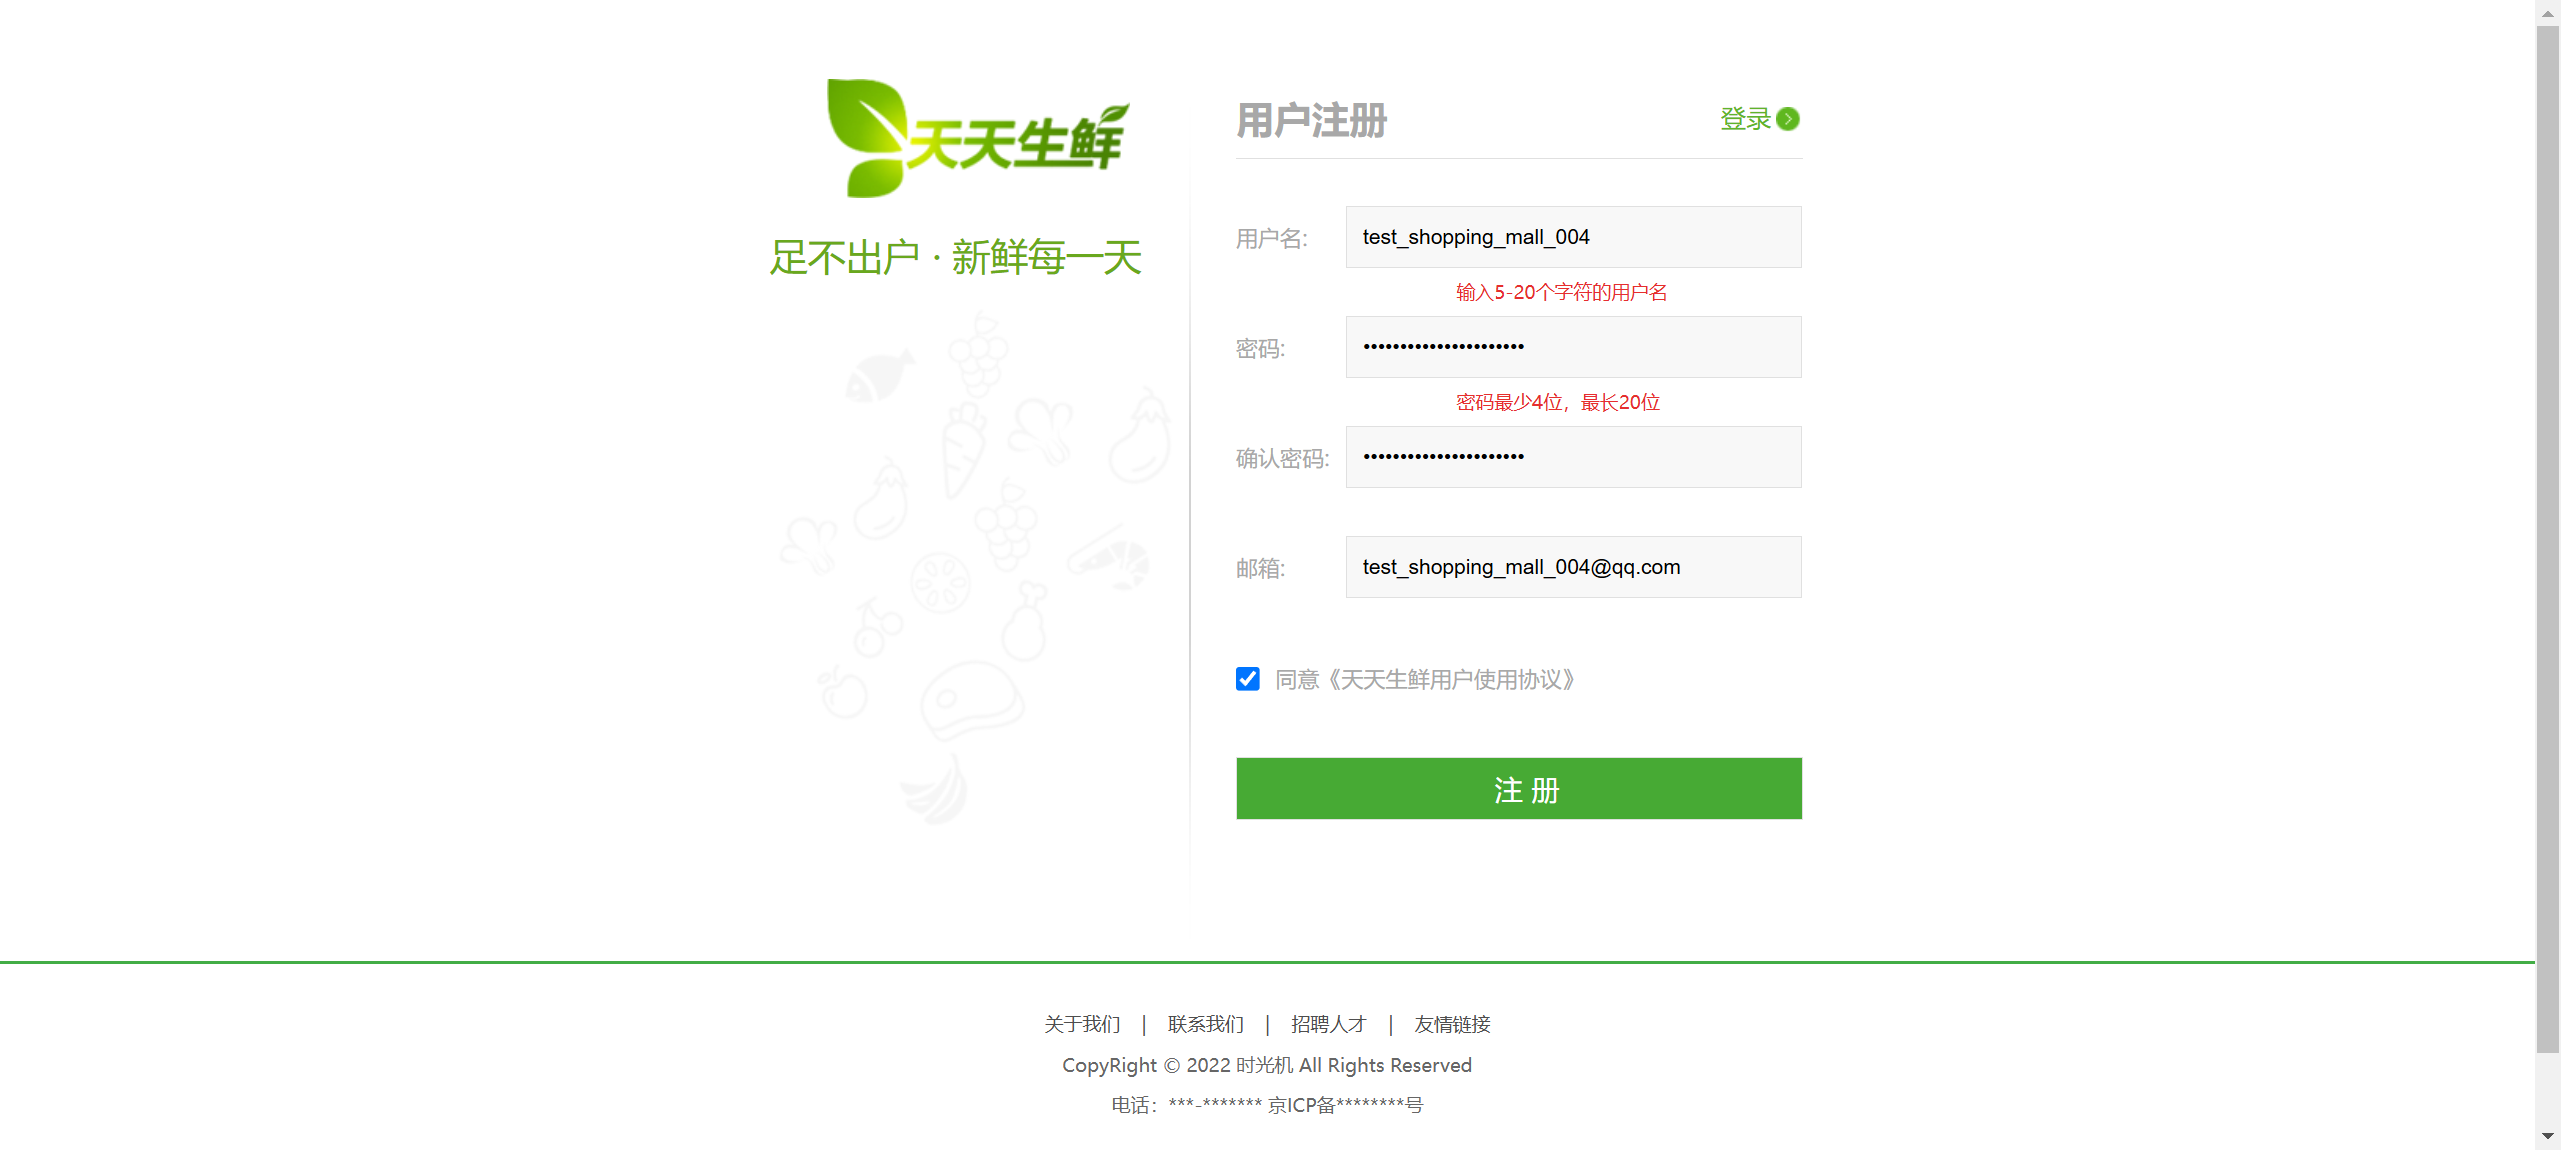 天天生鲜
足不出户 · 新鲜每一天
用户注册
登录
用户名:
test_shopping_mall_004
输入5-20个字符的用户名
密码:
••••••••••••••••••••••
密码最少4位，最长20位
确认密码:
••••••••••••••••••••••
邮箱:
test_shopping_mall_004@qq.com
同意《天天生鲜用户使用协议》
注 册
关于我们 | 联系我们 | 招聘人才 | 友情链接
CopyRight © 2022 时光机 All Rights Reserved
电话：***-******* 京ICP备********号